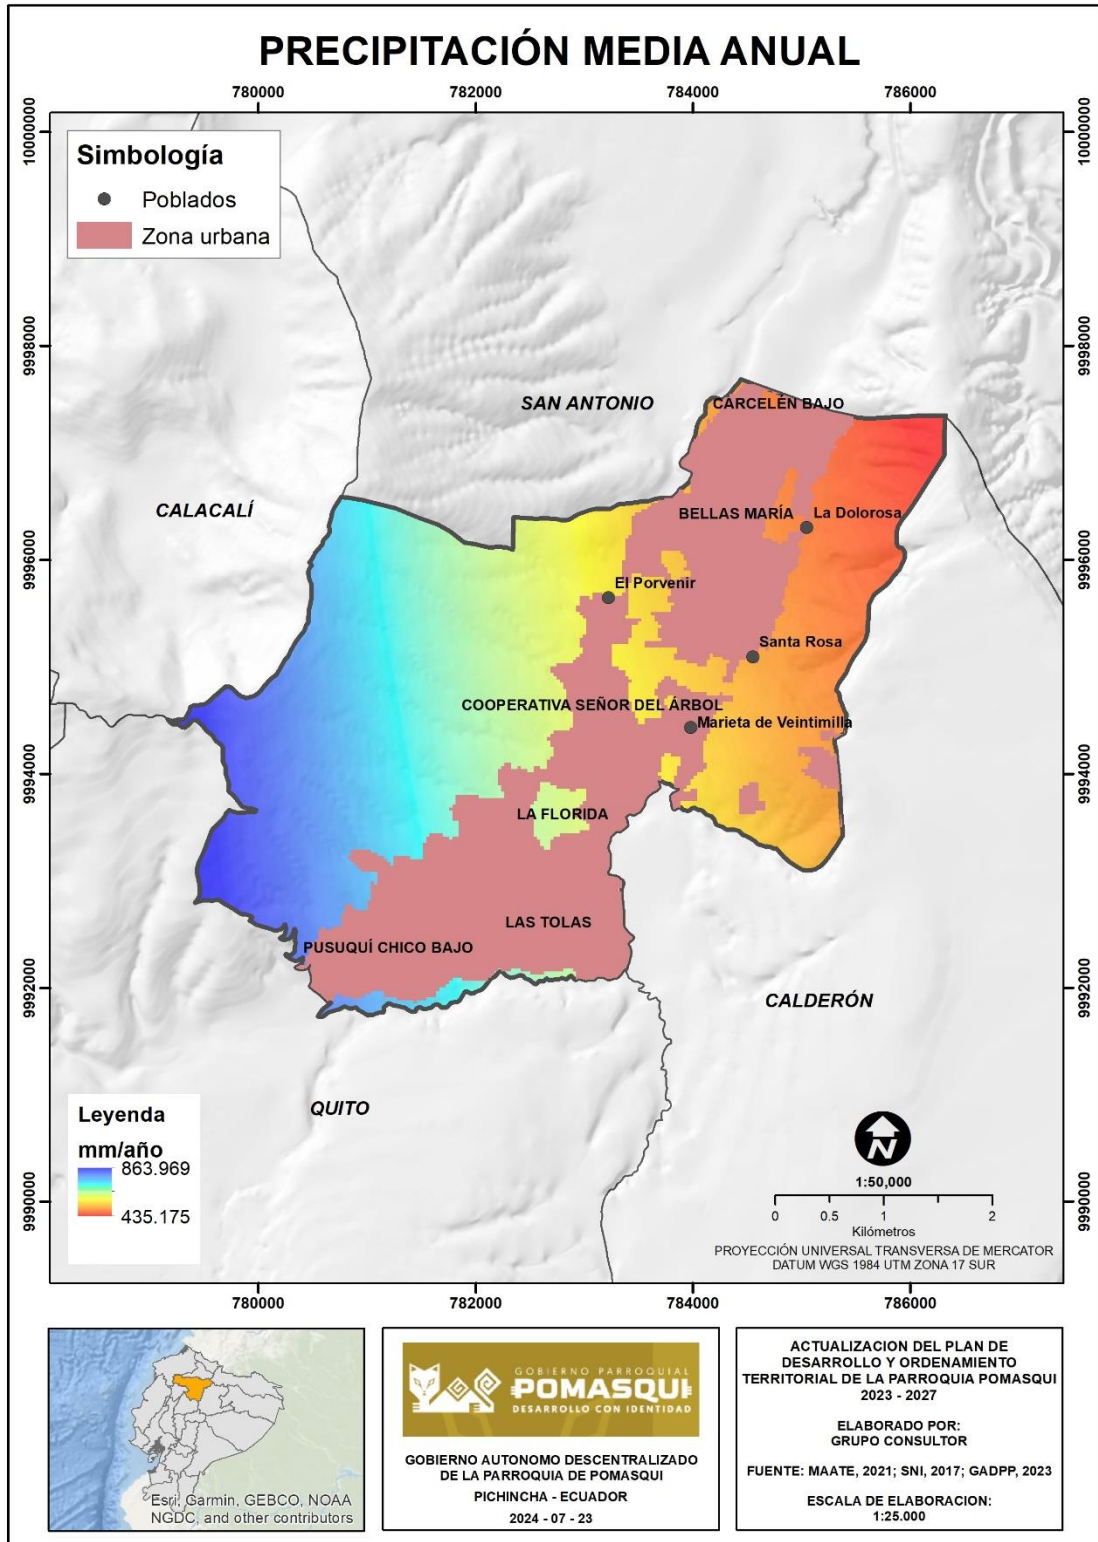 PRECIPITACIÓN MEDIA ANUAL
780000
782000
784000
786000
10000000
10000000
Simbología
Poblados
Zona urbana
9998000
9998000
SAN ANTONIO
CARCELÉN BAJO
CALACALÍ
BELLAS MARÍA
La Dolorosa
9996000
9996000
El Porvenir
Santa Rosa
COOPERATIVA SEÑOR DEL ÁRBOL
Marieta de Veintimilla
9994000
9994000
LA FLORIDA
LAS TOLAS
PUSUQUÍ CHICO BAJO
9992000
9992000
CALDERÓN
QUITO
Leyenda
mm/año
863.969
435.175
9990000
9990000
N
1:50,000
0 0.5 1 2
Kilómetros
PROYECCIÓN UNIVERSAL TRANSVERSA DE MERCATOR
DATUM WGS 1984 UTM ZONA 17 SUR
780000
782000
784000
786000
Esri, Garmin, GEBCO, NOAA
NGDC, and other contributors
GOBIERNO PARROQUIAL
POMASQUI
DESARROLLO CON IDENTIDAD
GOBIERNO AUTONOMO DESCENTRALIZADO
DE LA PARROQUIA DE POMASQUI
PICHINCHA - ECUADOR
2024 - 07 - 23
ACTUALIZACION DEL PLAN DE
DESARROLLO Y ORDENAMIENTO
TERRITORIAL DE LA PARROQUIA POMASQUI
2023 - 2027
ELABORADO POR:
GRUPO CONSULTOR
FUENTE: MAATE, 2021; SNI, 2017; GADPP, 2023
ESCALA DE ELABORACION:
1:25.000